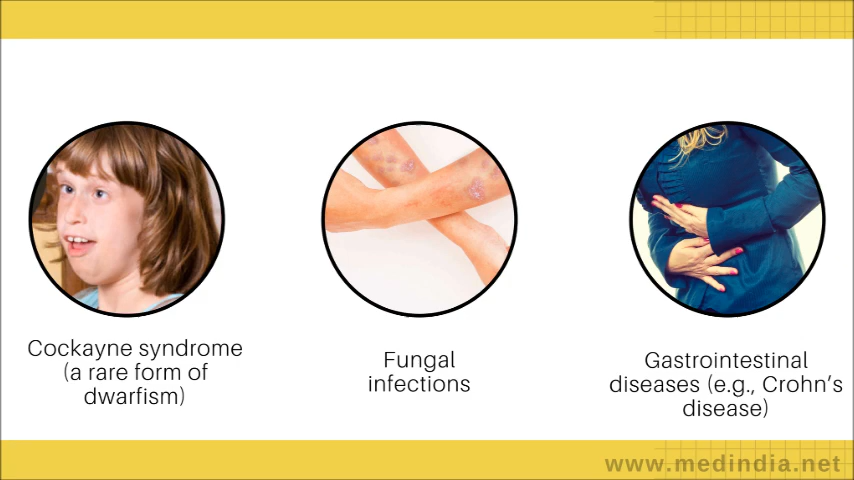 Cockayne syndrome
(a rare form of
dwarfism)
Fungal
infections
Gastrointestinal
diseases (e.g., Crohn’s
disease)
www.medindia.net